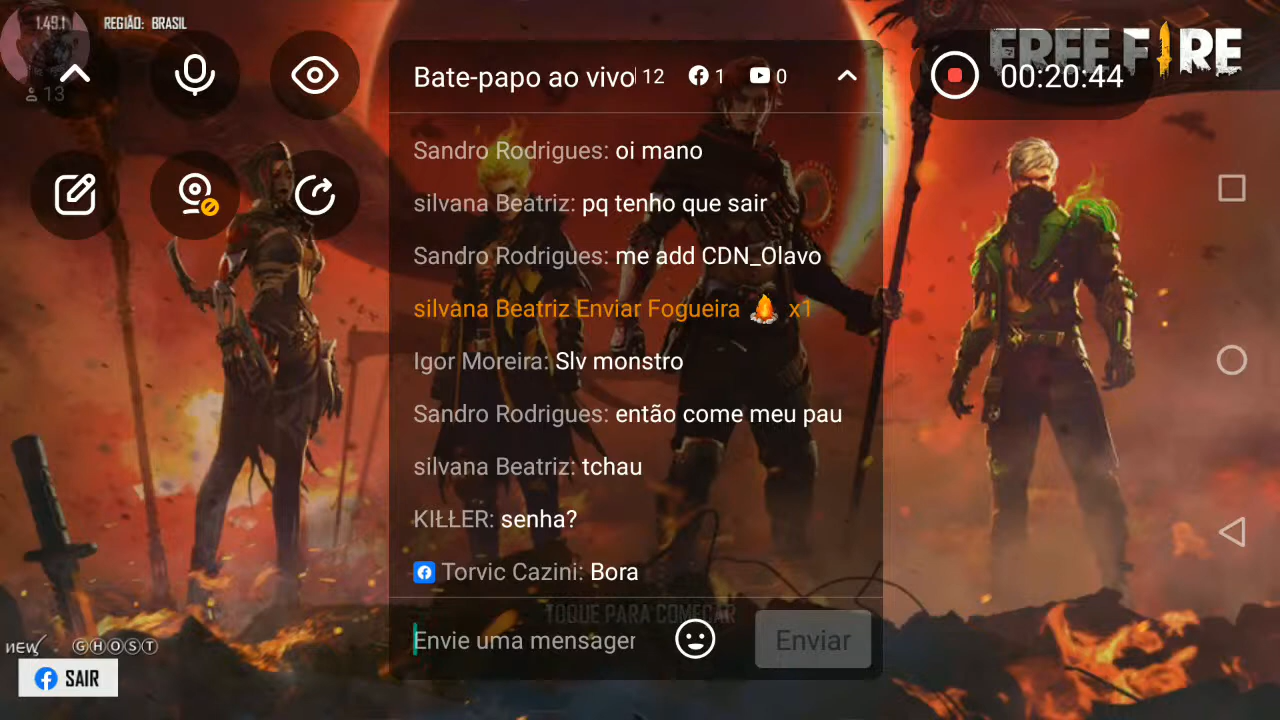 1.49.1 REGIÃO: BRASIL
13
Bate-papo ao vivo 12 1 0
FREE FIRE
00:20:44
Sandro Rodrigues: oi mano
silvana Beatriz: pq tenho que sair
Sandro Rodrigues: me add CDN_Olavo
silvana Beatriz Enviar Fogueira x1
Igor Moreira: Slv monstro
Sandro Rodrigues: então come meu pau
silvana Beatriz: tchau
KIŁŁER: senha?
Torvic Cazini: Bora
TOQUE PARA COMEÇAR
Envie uma mensager
Enviar
NEW GHOST
SAIR